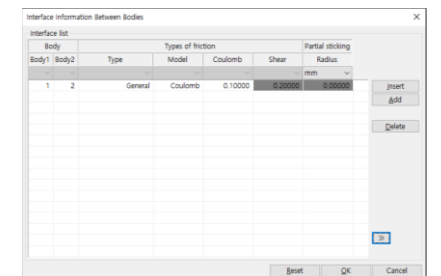 Interface Information Between Bodies
Interface list
Body Types of friction Partial sticking
Body1 Body2 Type Model Coulomb Shear Radius
mm
1 2 General Coulomb 0.10000 0.20000 0.00000
Insert
Add
Delete
≫
Reset OK Cancel